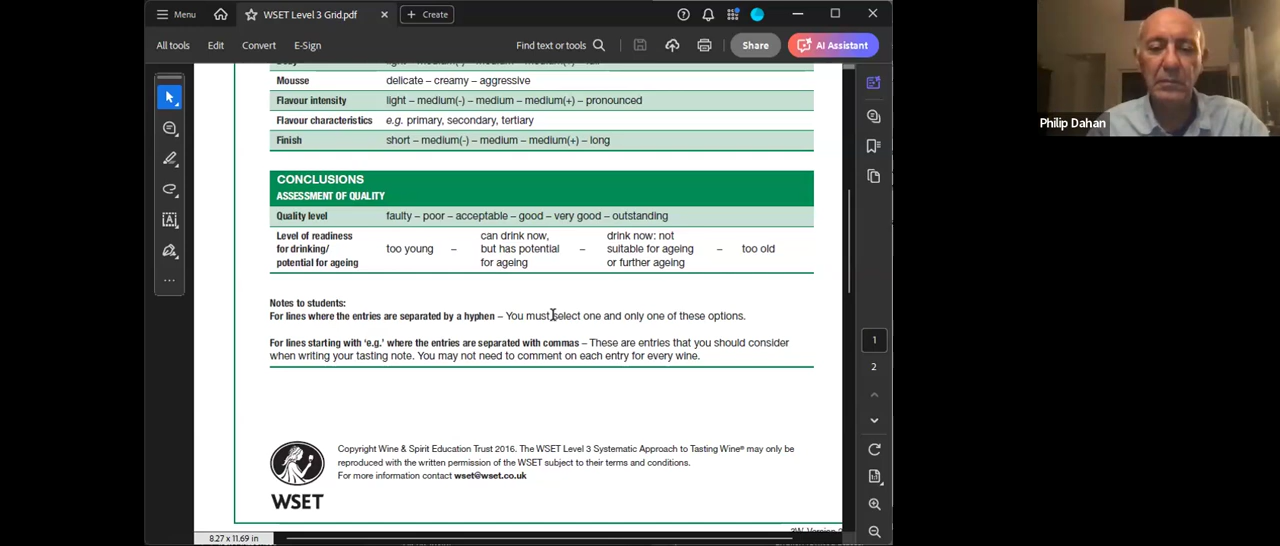 Menu
WSET Level 3 Grid.pdf
Create
All tools Edit Convert E-Sign
Find text or tools
Share
AI Assistant
Mousse delicate – creamy – aggressive
Flavour intensity light – medium(-) – medium – medium(+) – pronounced
Flavour characteristics e.g. primary, secondary, tertiary
Finish short – medium(-) – medium – medium(+) – long
CONCLUSIONS
ASSESSMENT OF QUALITY
Quality level faulty – poor – acceptable – good – very good – outstanding
Level of readiness for drinking/ potential for ageing
too young – can drink now, but has potential for ageing – drink now: not suitable for ageing or further ageing – too old
Notes to students:
For lines where the entries are separated by a hyphen – You must select one and only one of these options.
For lines starting with ‘e.g.’ where the entries are separated with commas – These are entries that you should consider
when writing your tasting note. You may not need to comment on each entry for every wine.
Copyright Wine & Spirit Education Trust 2016. The WSET Level 3 Systematic Approach to Tasting Wine® may only be
reproduced with the written permission of the WSET subject to their terms and conditions.
For more information contact wset@wset.co.uk
WSET
8.27 x 11.69 in
1
2
Philip Dahan